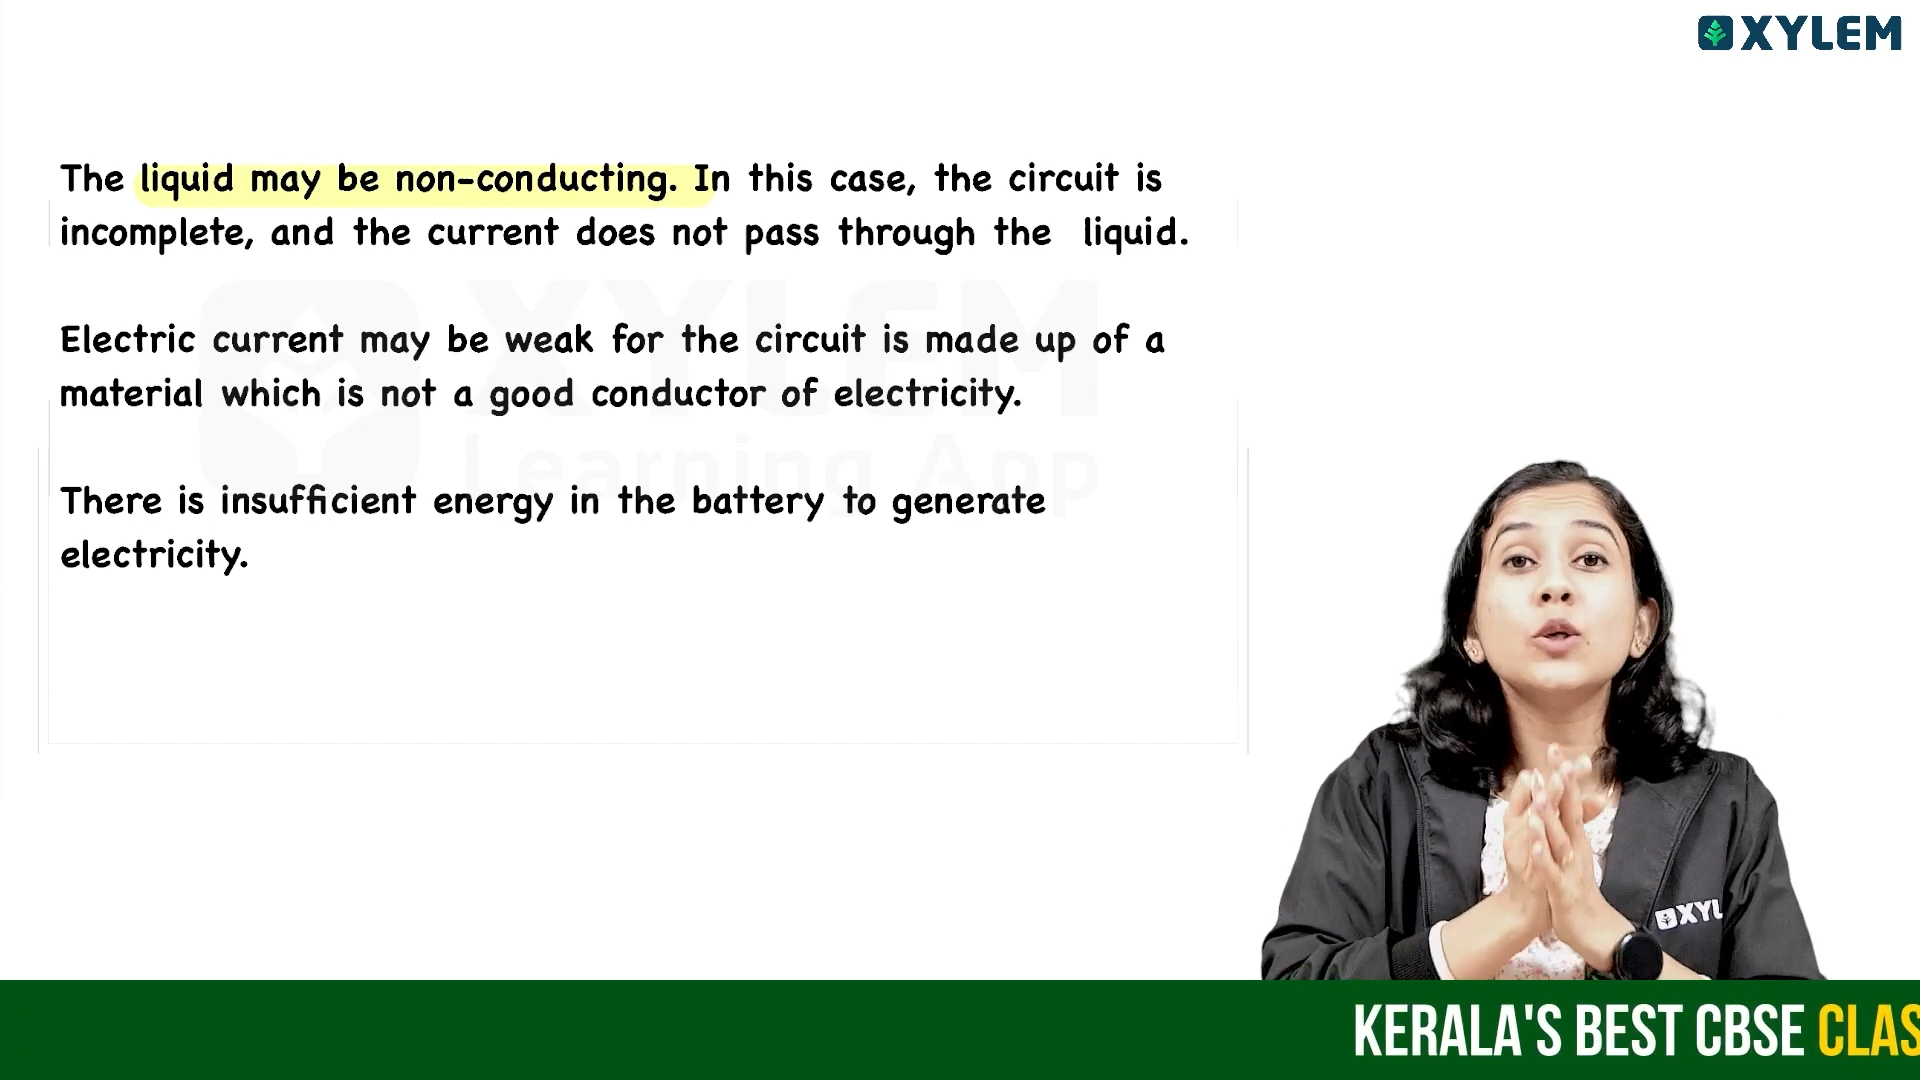 XYLEM
The liquid may be non-conducting. In this case, the circuit is
incomplete, and the current does not pass through the liquid.
Electric current may be weak for the circuit is made up of a
material which is not a good conductor of electricity.
There is insufficient energy in the battery to generate
electricity.
XYLEM
Learning App
XYL
KERALA'S BEST CBSE CLAS